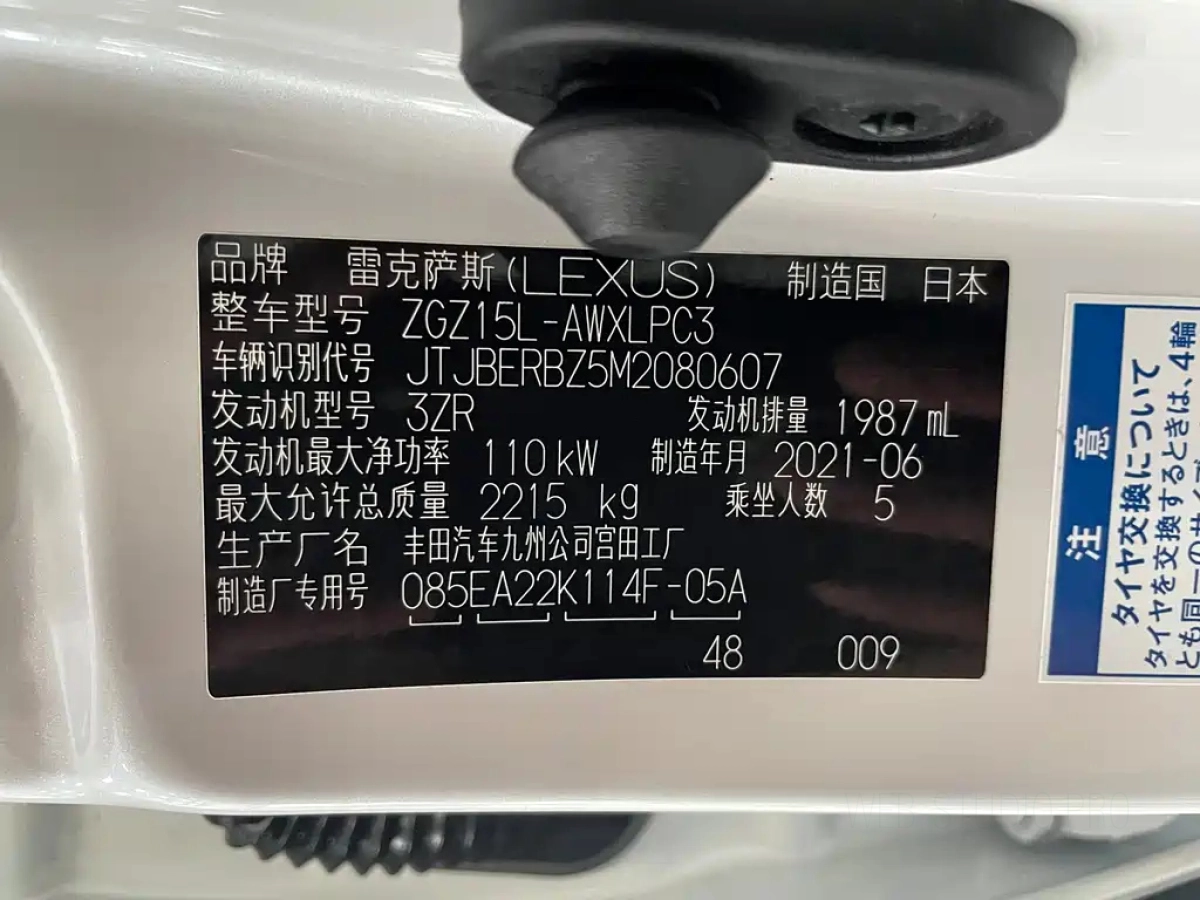 品牌 雷克萨斯(LEXUS) 制造国 日本
整车型号 ZGZ15L-AWXLPC3
车辆识别代号 JTJBERBZ5M2080607
发动机型号 3ZR 发动机排量 1987mL
发动机最大净功率 110kW 制造年月 2021-06
最大允许总质量 2215 kg 乘坐人数 5
生产厂名 丰田汽车九州公司宫田工厂
制造厂专用号 085EA22K114F-05A
48 009
注意
タイヤ交換について
タイヤを交換するときは、4輪
とも同一の